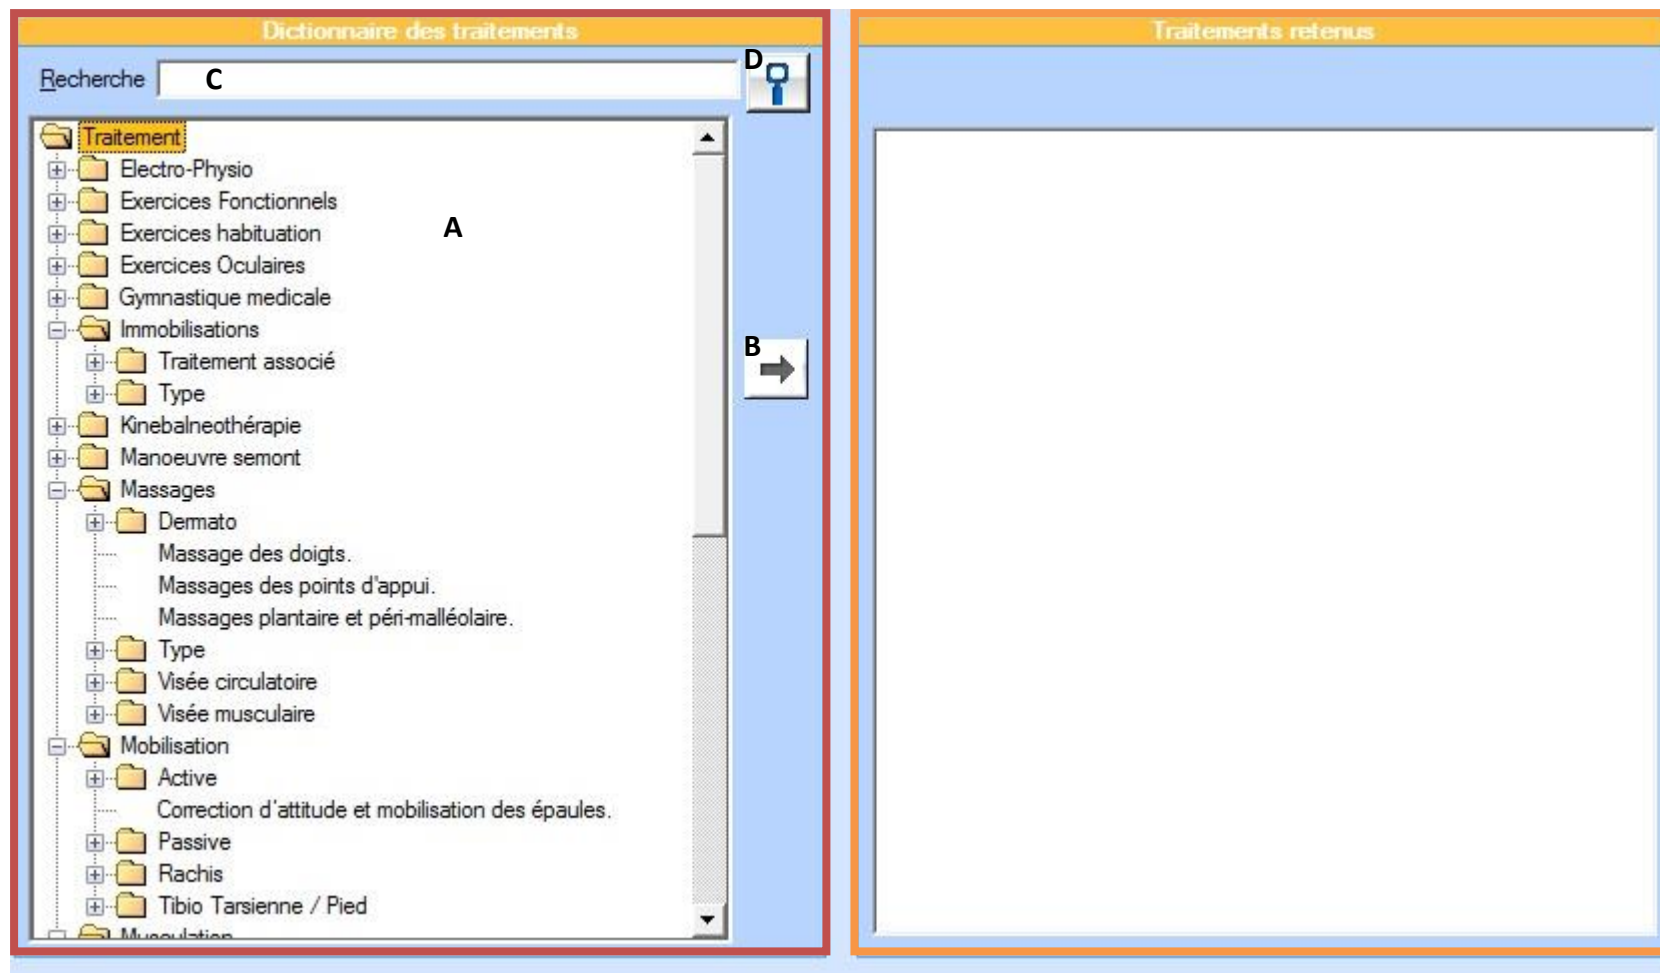 Dictionnaire des traitements
Recherche
C
D
Traitement
Electro-Physio
Exercices Fonctionnels
Exercices habituation
A
Exercices Oculaires
Gymnastique medicale
Immobilisations
B
Traitement associé
Type
Kinebalneothérapie
Manoeuvre semont
Massages
Dermato
Massage des doigts.
Massages des points d'appui.
Massages plantaire et péri-malléolaire.
Type
Visée circulatoire
Visée musculaire
Mobilisation
Active
Correction d'attitude et mobilisation des épaules.
Passive
Rachis
Tibio Tarsienne / Pied
Musculation
Traitements retenus